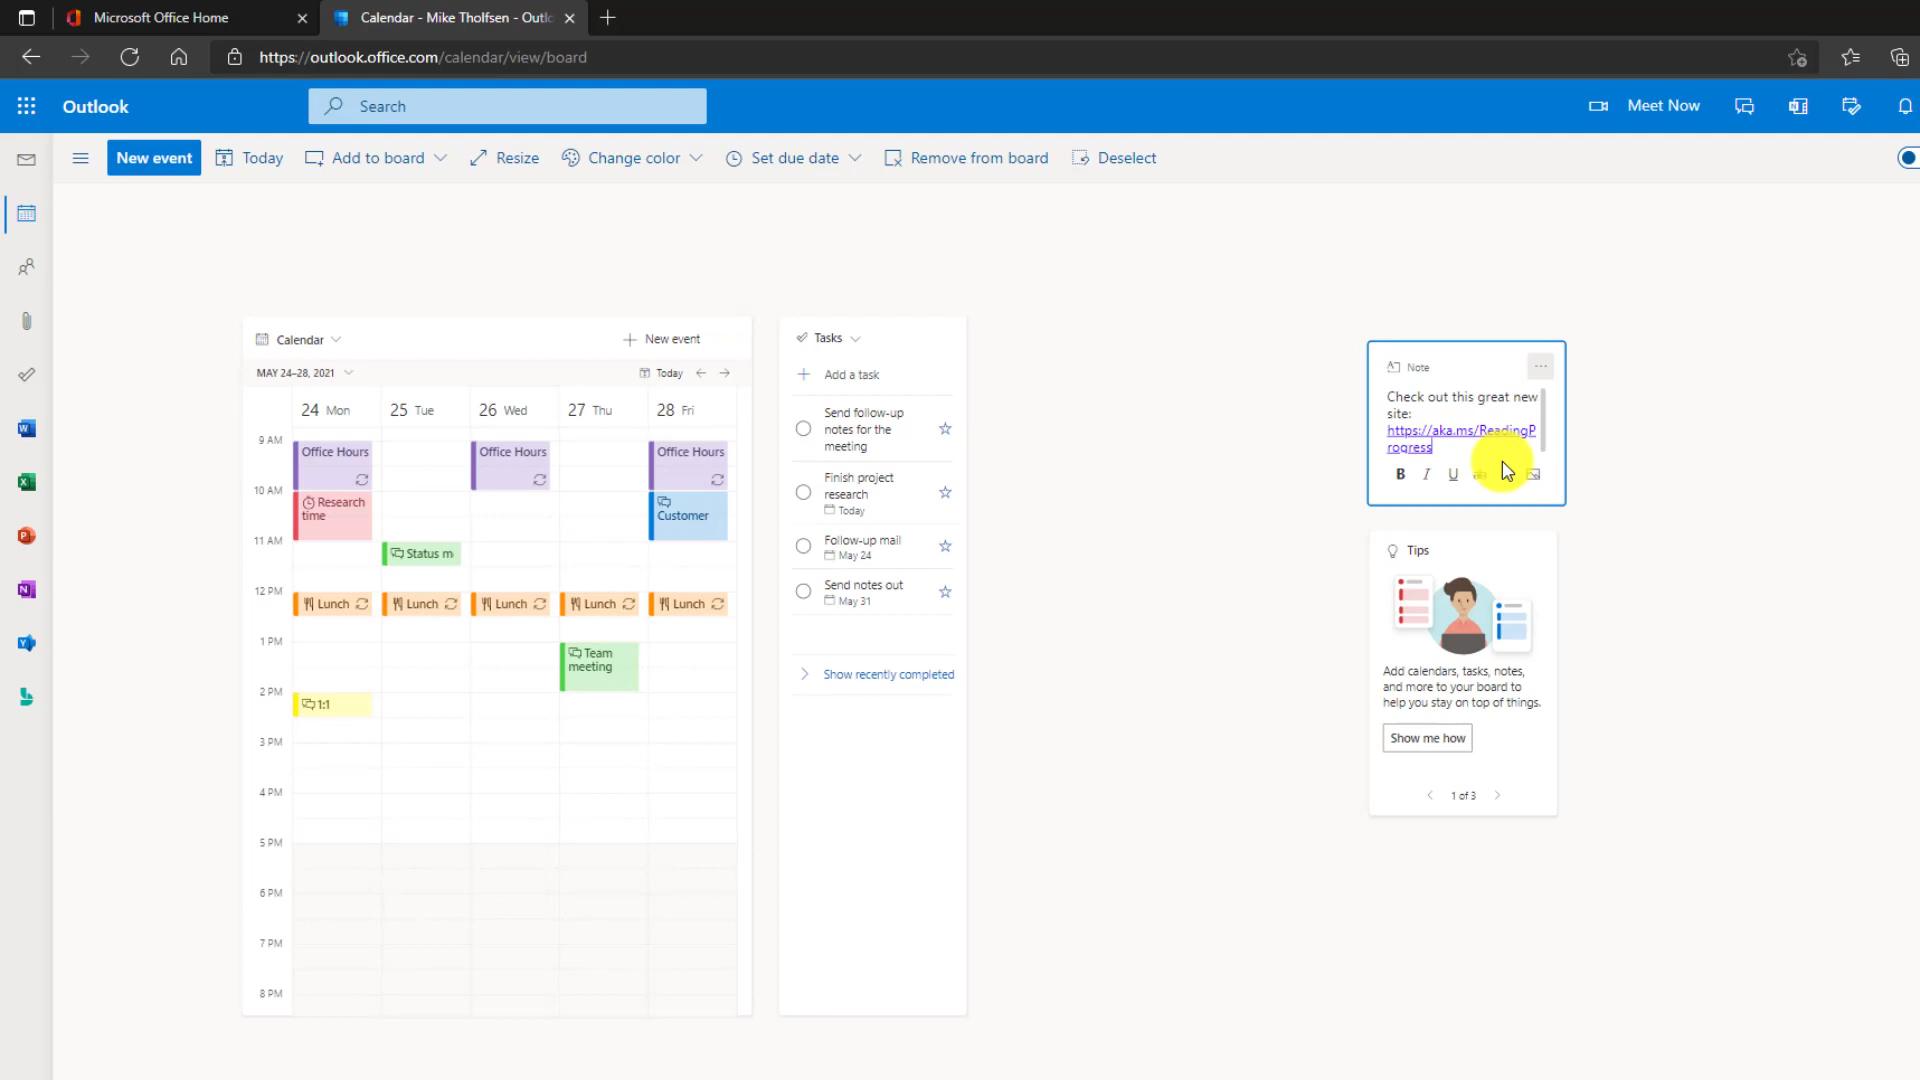 Microsoft Office Home
Calendar - Mike Tholfsen - Outlo
https://outlook.office.com/calendar/view/board
Outlook
Search
Meet Now
New event
Today
Add to board
Resize
Change color
Set due date
Remove from board
Deselect
Calendar
New event
MAY 24–28, 2021
Today
24 Mon
25 Tue
26 Wed
27 Thu
28 Fri
9 AM
Office Hours
Office Hours
Office Hours
10 AM
Research
time
Customer
11 AM
Status m
12 PM
Lunch
Lunch
Lunch
Lunch
Lunch
1 PM
Team
meeting
2 PM
1:1
3 PM
4 PM
5 PM
6 PM
7 PM
8 PM
Tasks
Add a task
Send follow-up
notes for the
meeting
Finish project
research
Today
Follow-up mail
May 24
Send notes out
May 31
Show recently completed
Note
Check out this great new
site:
https://aka.ms/ReadingP
rogress
B I U ab
Tips
Add calendars, tasks, notes,
and more to your board to
help you stay on top of things.
Show me how
1 of 3